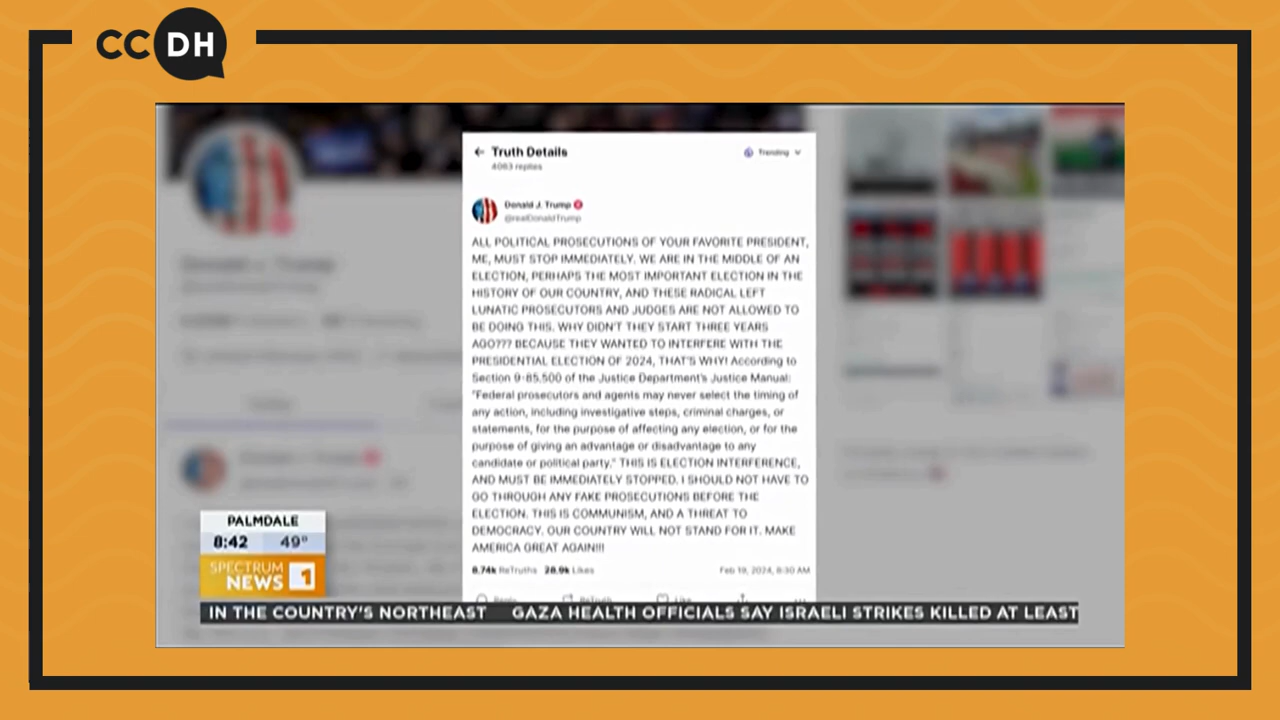 CC DH
← Truth Details
4063 replies
Trending
Donald J. Trump
@realDonaldTrump
ALL POLITICAL PROSECUTIONS OF YOUR FAVORITE PRESIDENT,
ME, MUST STOP IMMEDIATELY. WE ARE IN THE MIDDLE OF AN
ELECTION, PERHAPS THE MOST IMPORTANT ELECTION IN THE
HISTORY OF OUR COUNTRY, AND THESE RADICAL LEFT
LUNATIC PROSECUTORS AND JUDGES ARE NOT ALLOWED TO
BE DOING THIS. WHY DIDN'T THEY START THREE YEARS
AGO??? BECAUSE THEY WANTED TO INTERFERE WITH THE
PRESIDENTIAL ELECTION OF 2024, THAT'S WHY! According to
Section 9-85.500 of the Justice Department's Justice Manual:
"Federal prosecutors and agents may never select the timing of
any action, including investigative steps, criminal charges, or
statements, for the purpose of affecting any election, or for the
purpose of giving an advantage or disadvantage to any
candidate or political party." THIS IS ELECTION INTERFERENCE,
AND MUST BE IMMEDIATELY STOPPED. I SHOULD NOT HAVE TO
GO THROUGH ANY FAKE PROSECUTIONS BEFORE THE
ELECTION. THIS IS COMMUNISM, AND A THREAT TO
DEMOCRACY. OUR COUNTRY WILL NOT STAND FOR IT. MAKE
AMERICA GREAT AGAIN!!!
8.74k ReTruths 28.9k Likes Feb 19, 2024, 8:30 AM
Reply ReTruth Like
PALMDALE
8:42 49°
SPECTRUM
NEWS 1
IN THE COUNTRY'S NORTHEAST GAZA HEALTH OFFICIALS SAY ISRAELI STRIKES KILLED AT LEAST